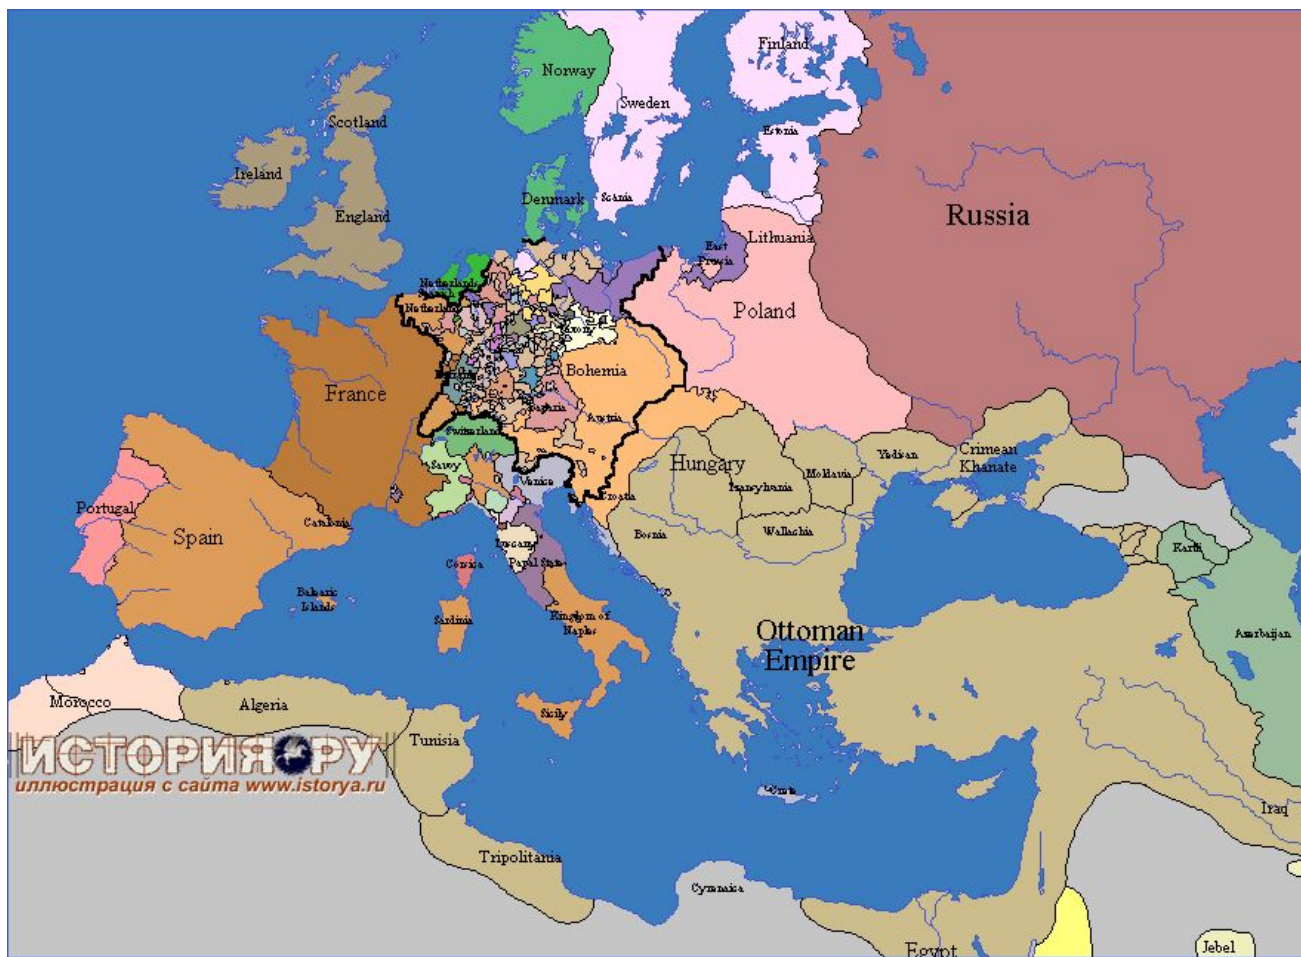 Finland
Norway
Sweden
Scotland
Estonia
Ireland
Denmark
Scania
England
Russia
Lithuania
East
Prussia
Netherlands
Netherlands
Poland
Saxony
Bohemia
France
Bavaria
Austria
Switzerland
Savoy
Venice
Hungary
Transylvania
Moldavia
Yedisan
Crimean
Khanate
Croatia
Portugal
Spain
Catalonia
Bosnia
Wallachia
Tuscany
Papal State
Kartli
Corsica
Balearic
Islands
Sardinia
Kingdom of
Naples
Ottoman
Empire
Azerbaijan
Morocco
Algeria
Sicily
Tunisia
ИСТОРИЯ РУ
иллюстрация с сайта www.istorya.ru
Crete
Iraq
Tripolitania
Cyrenaica
Egypt
Jebel